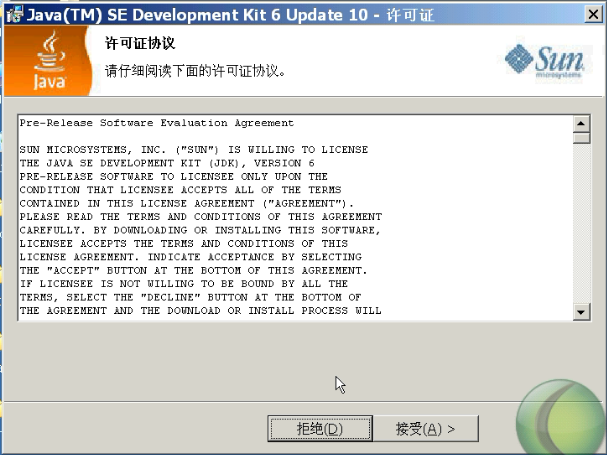 Java(TM) SE Development Kit 6 Update 10 - 许可证
许可证协议
请仔细阅读下面的许可证协议。
Java
Sun
microsystems
Pre-Release Software Evaluation Agreement
SUN MICROSYSTEMS, INC. ("SUN") IS WILLING TO LICENSE
THE JAVA SE DEVELOPMENT KIT (JDK), VERSION 6
PRE-RELEASE SOFTWARE TO LICENSEE ONLY UPON THE
CONDITION THAT LICENSEE ACCEPTS ALL OF THE TERMS
CONTAINED IN THIS LICENSE AGREEMENT ("AGREEMENT").
PLEASE READ THE TERMS AND CONDITIONS OF THIS AGREEMENT
CAREFULLY. BY DOWNLOADING OR INSTALLING THIS SOFTWARE,
LICENSEE ACCEPTS THE TERMS AND CONDITIONS OF THIS
LICENSE AGREEMENT. INDICATE ACCEPTANCE BY SELECTING
THE "ACCEPT" BUTTON AT THE BOTTOM OF THIS AGREEMENT.
IF LICENSEE IS NOT WILLING TO BE BOUND BY ALL THE
TERMS, SELECT THE "DECLINE" BUTTON AT THE BOTTOM OF
THE AGREEMENT AND THE DOWNLOAD OR INSTALL PROCESS WILL
拒绝(D)
接受(A) >